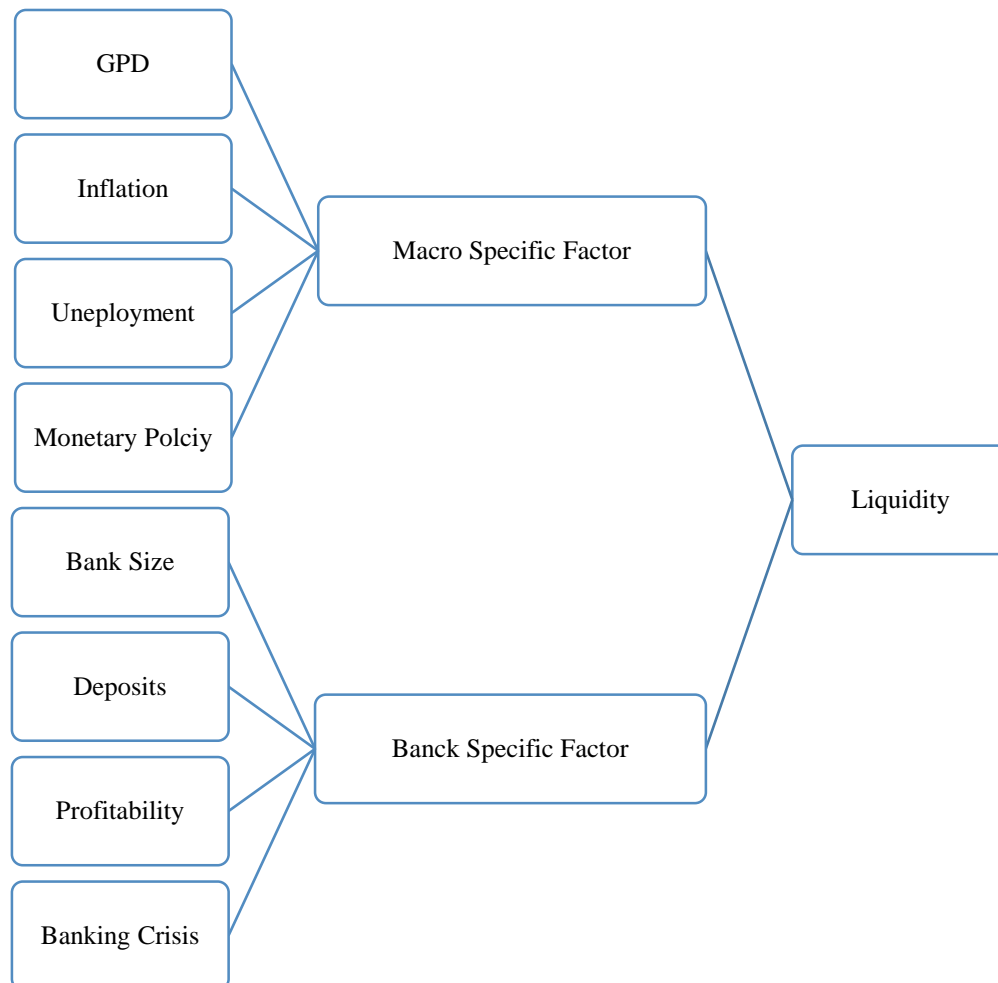 GPD
Inflation
Uneployment
Monetary Polciy
Bank Size
Deposits
Profitability
Banking Crisis
Macro Specific Factor
Banck Specific Factor
Liquidity